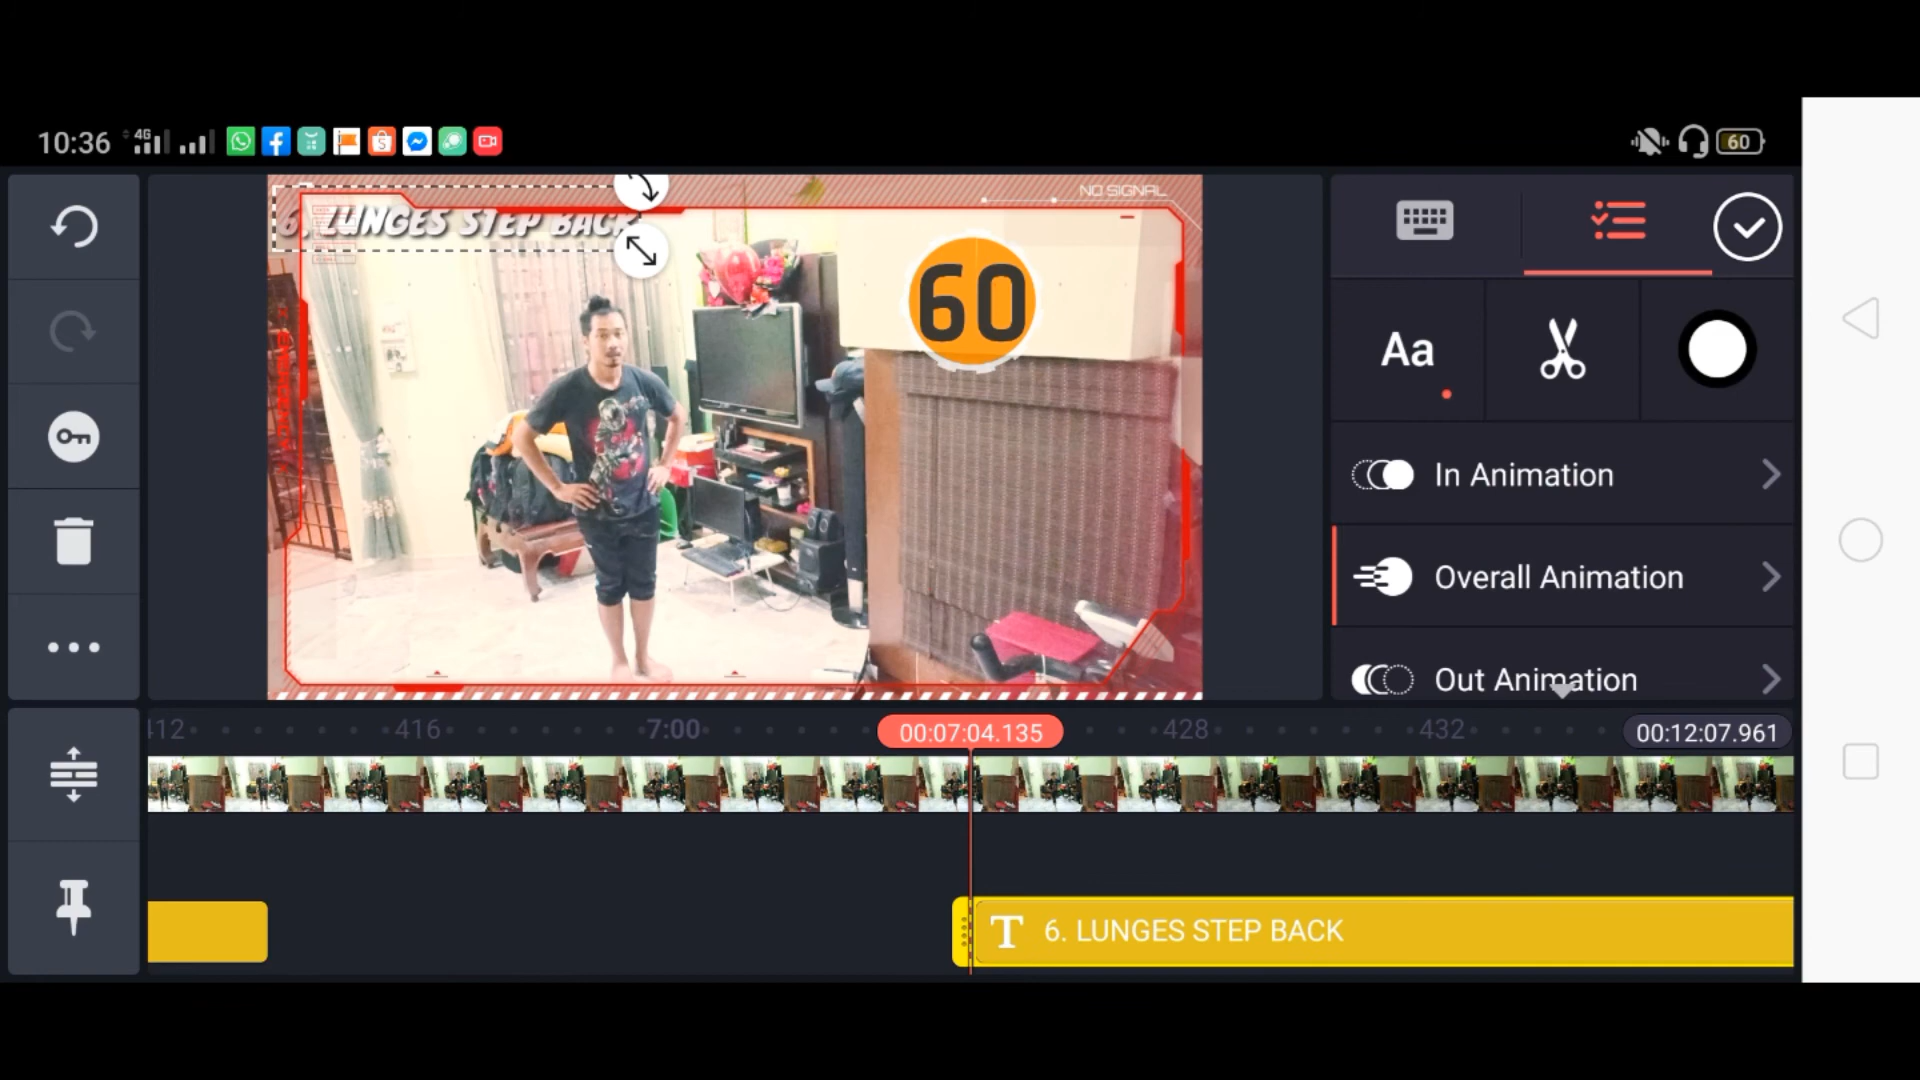 10:36
4G
60
NO SIGNAL
6. LUNGES STEP BACK
60
Aa
In Animation
Overall Animation
Out Animation
412
416
7:00
00:07:04.135
428
432
00:12:07.961
T 6. LUNGES STEP BACK